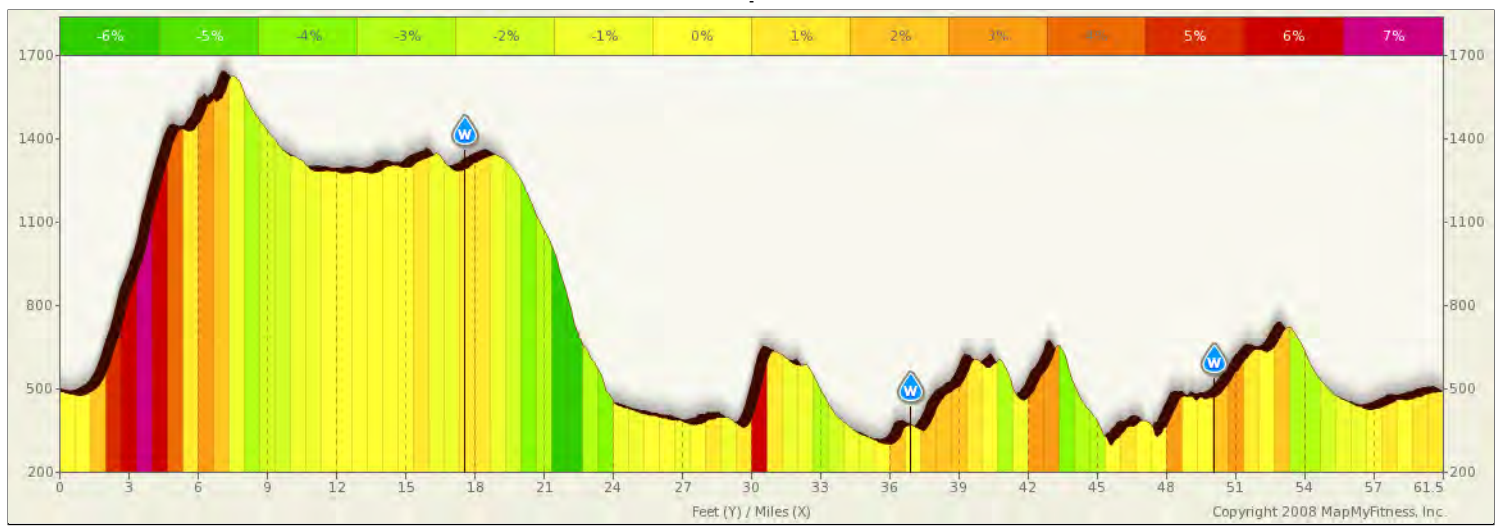 -6% -5% -4% -3% -2% -1% 0% 1% 2% 3% 4% 5% 6% 7%
1700 1700
1400 1400
W
1100 1100
800 800
W
W
500 500
200 200
0 3 6 9 12 15 18 21 24 27 30 33 36 39 42 45 48 51 54 57 61.5
Feet (Y) / Miles (X) Copyright 2008 MapMyFitness, Inc.